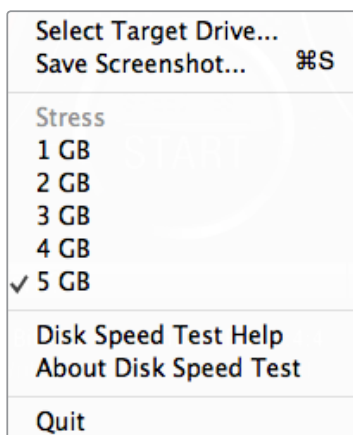 Select Target Drive...
Save Screenshot... ⌘S
Stress
1 GB
2 GB
3 GB
4 GB
✓ 5 GB
Disk Speed Test Help
About Disk Speed Test
Quit
START